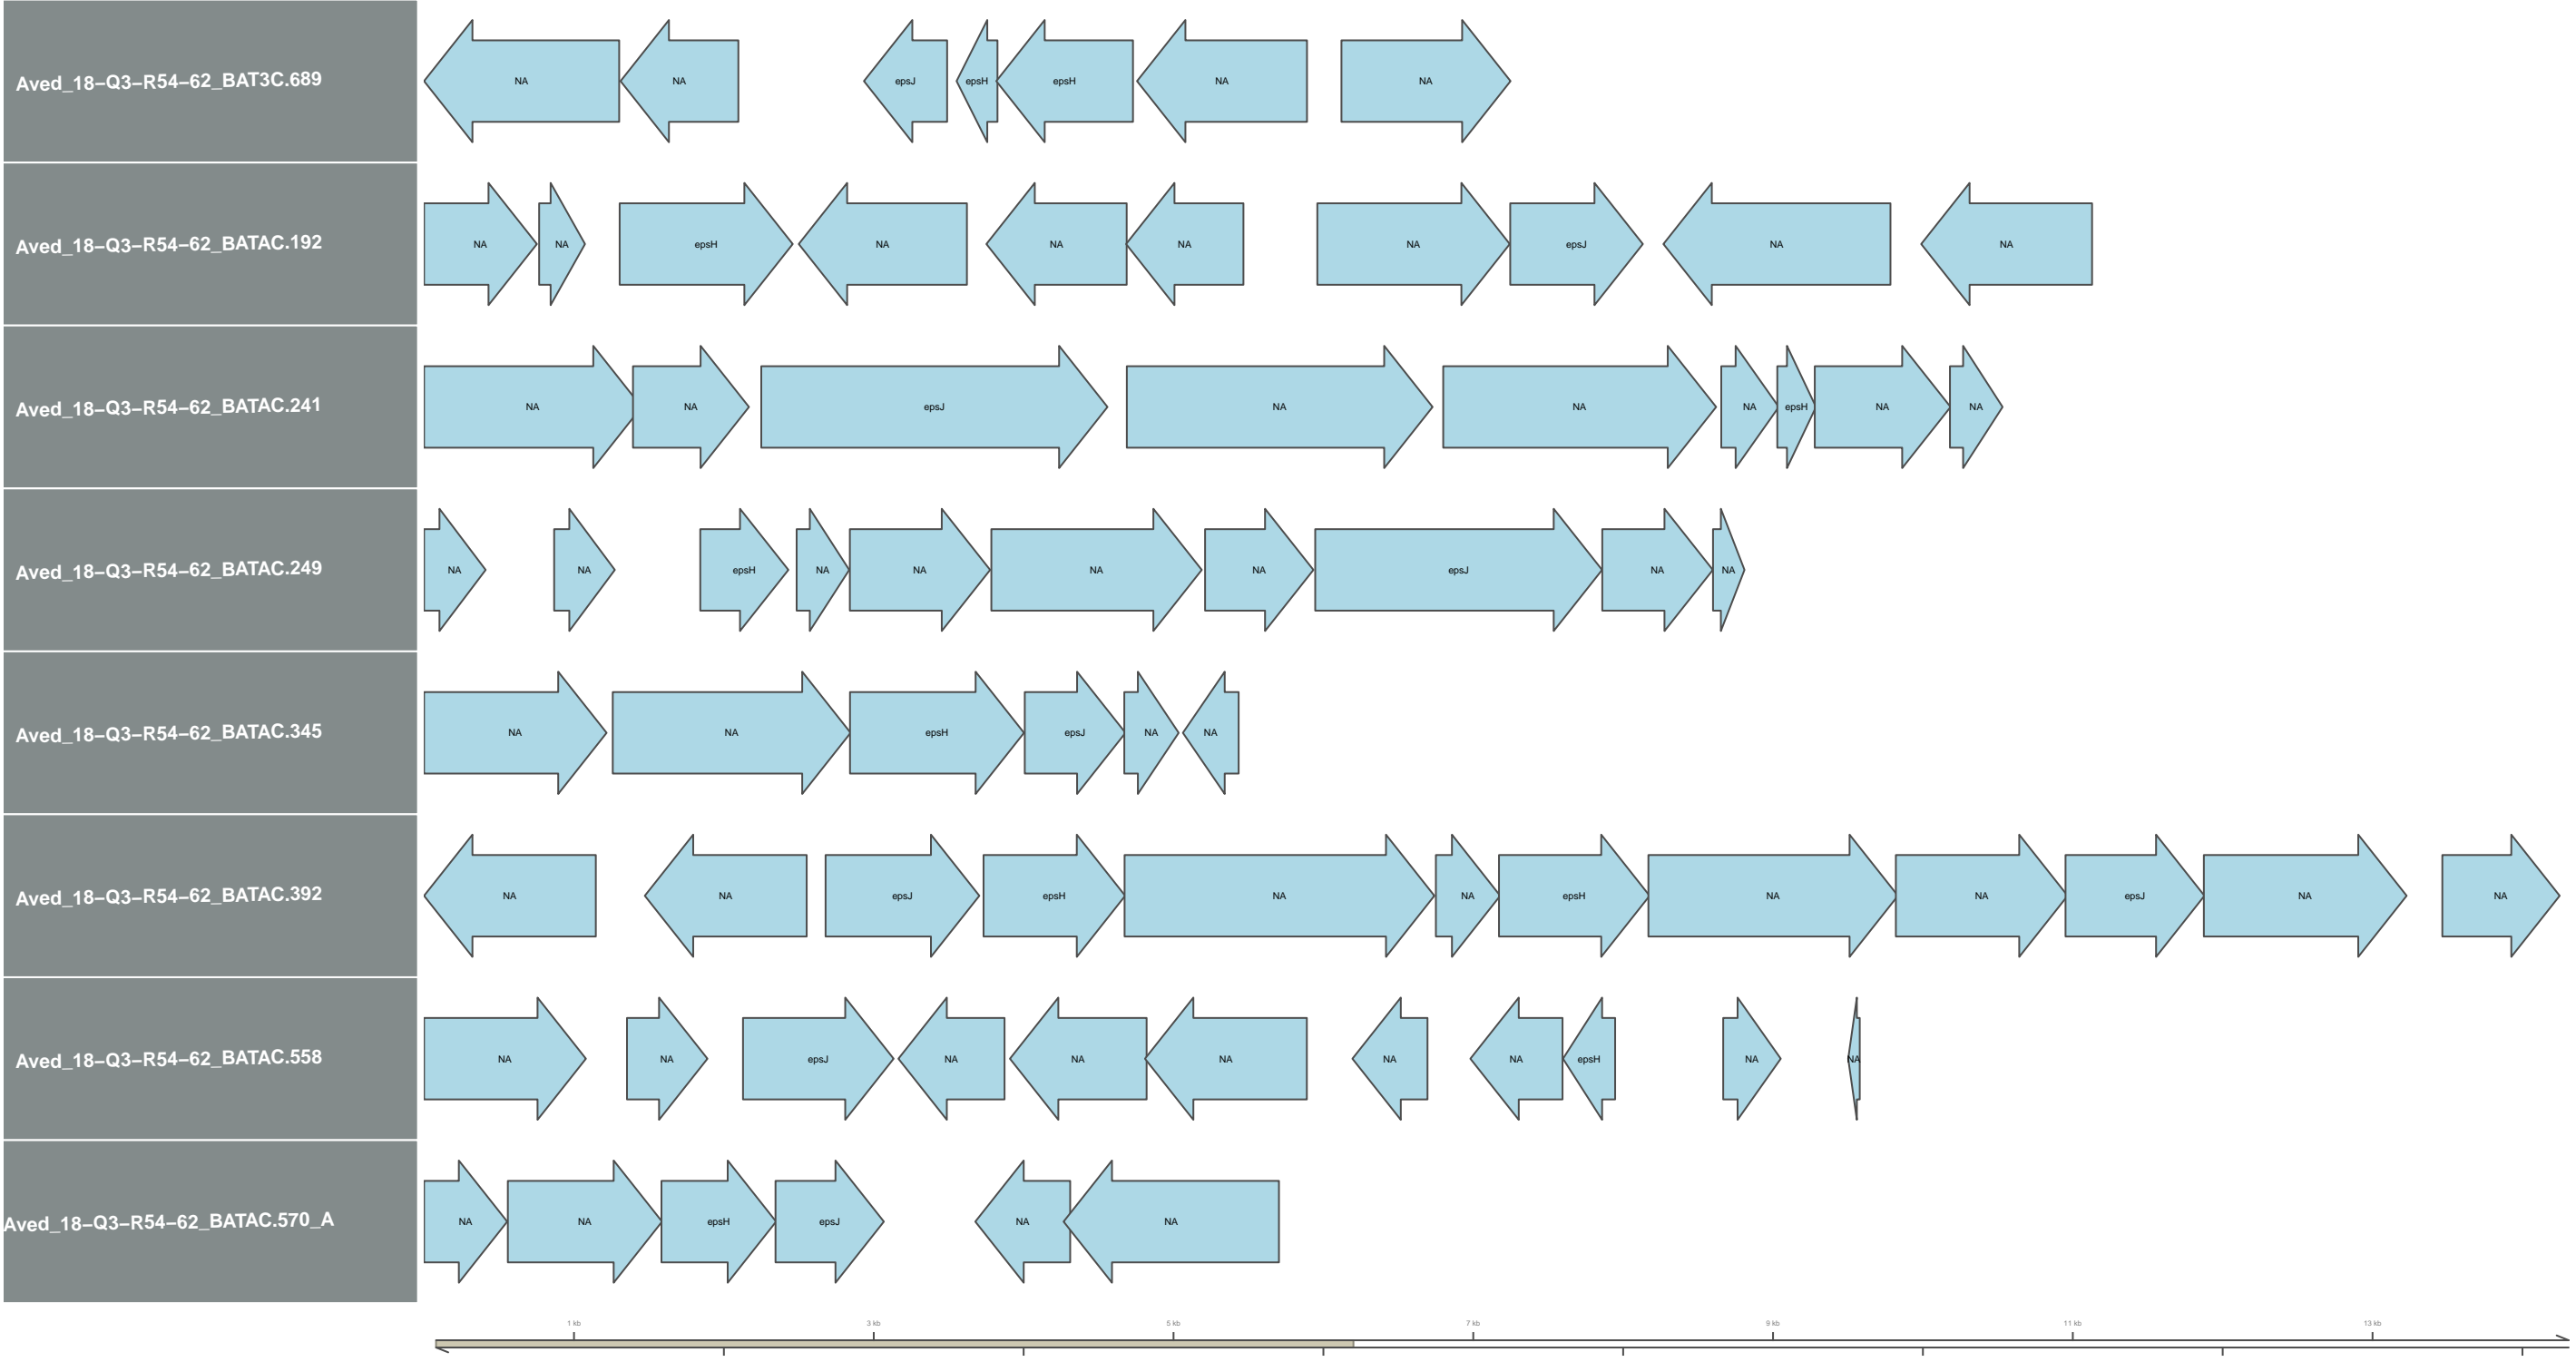 Aved_18−Q3−R54−62_BAT3C.689
NA NA epsJ epsH epsH NA NA
Aved_18−Q3−R54−62_BATAC.192
NA NA epsH NA NA NA NA epsJ NA NA
Aved_18−Q3−R54−62_BATAC.241
NA NA epsJ NA NA NA epsH NA NA
Aved_18−Q3−R54−62_BATAC.249
NA NA epsH NA NA NA NA epsJ NA NA
Aved_18−Q3−R54−62_BATAC.345
NA NA epsH epsJ NA NA
Aved_18−Q3−R54−62_BATAC.392
NA NA epsJ epsH NA NA epsH NA NA epsJ NA NA
Aved_18−Q3−R54−62_BATAC.558
NA NA epsJ NA NA NA NA NA epsH NA NA
Aved_18−Q3−R54−62_BATAC.570_A
NA NA epsH epsJ NA NA
1 kb 3 kb 5 kb 7 kb 9 kb 11 kb 13 kb